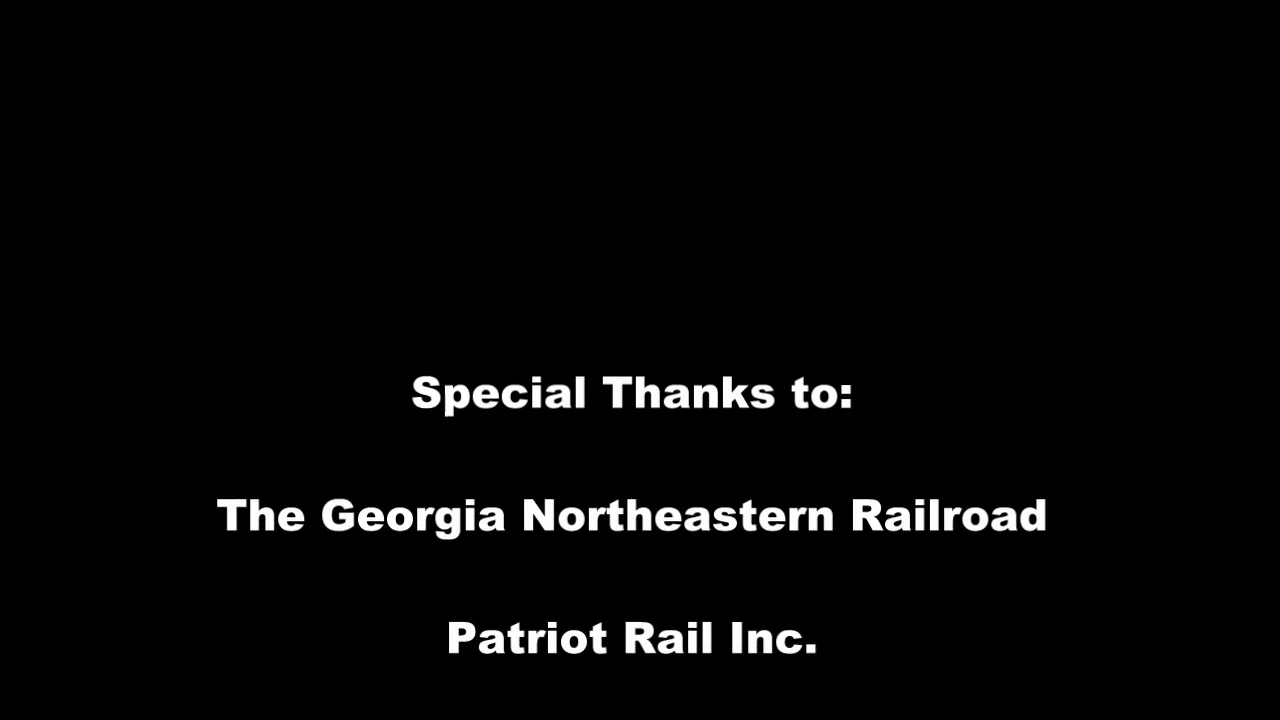 Special Thanks to:
The Georgia Northeastern Railroad
Patriot Rail Inc.